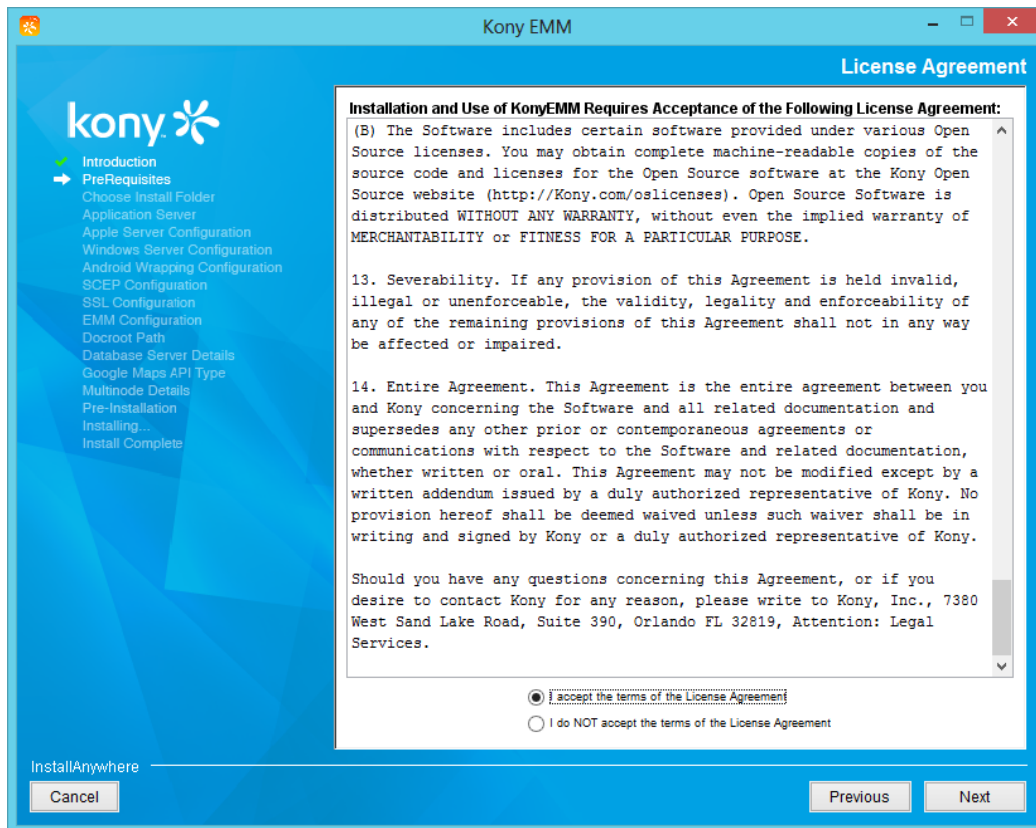 Kony EMM
License Agreement
kony
Introduction
PreRequisites
Choose Install Folder
Application Server
Apple Server Configuration
Windows Server Configuration
Android Wrapping Configuration
SCEP Configuration
SSL Configuration
EMM Configuration
Docroot Path
Database Server Details
Google Maps API Type
Multinode Details
Pre-Installation
Installing...
Install Complete
Installation and Use of KonyEMM Requires Acceptance of the Following License Agreement:
(B) The Software includes certain software provided under various Open
Source licenses. You may obtain complete machine-readable copies of the
source code and licenses for the Open Source software at the Kony Open
Source website (http://Kony.com/oslicenses). Open Source Software is
distributed WITHOUT ANY WARRANTY, without even the implied warranty of
MERCHANTABILITY or FITNESS FOR A PARTICULAR PURPOSE.
13. Severability. If any provision of this Agreement is held invalid,
illegal or unenforceable, the validity, legality and enforceability of
any of the remaining provisions of this Agreement shall not in any way
be affected or impaired.
14. Entire Agreement. This Agreement is the entire agreement between you
and Kony concerning the Software and all related documentation and
supersedes any other prior or contemporaneous agreements or
communications with respect to the Software and related documentation,
whether written or oral. This Agreement may not be modified except by a
written addendum issued by a duly authorized representative of Kony. No
provision hereof shall be deemed waived unless such waiver shall be in
writing and signed by Kony or a duly authorized representative of Kony.
Should you have any questions concerning this Agreement, or if you
desire to contact Kony for any reason, please write to Kony, Inc., 7380
West Sand Lake Road, Suite 390, Orlando FL 32819, Attention: Legal
Services.
I accept the terms of the License Agreement
I do NOT accept the terms of the License Agreement
InstallAnywhere
Cancel
Previous
Next